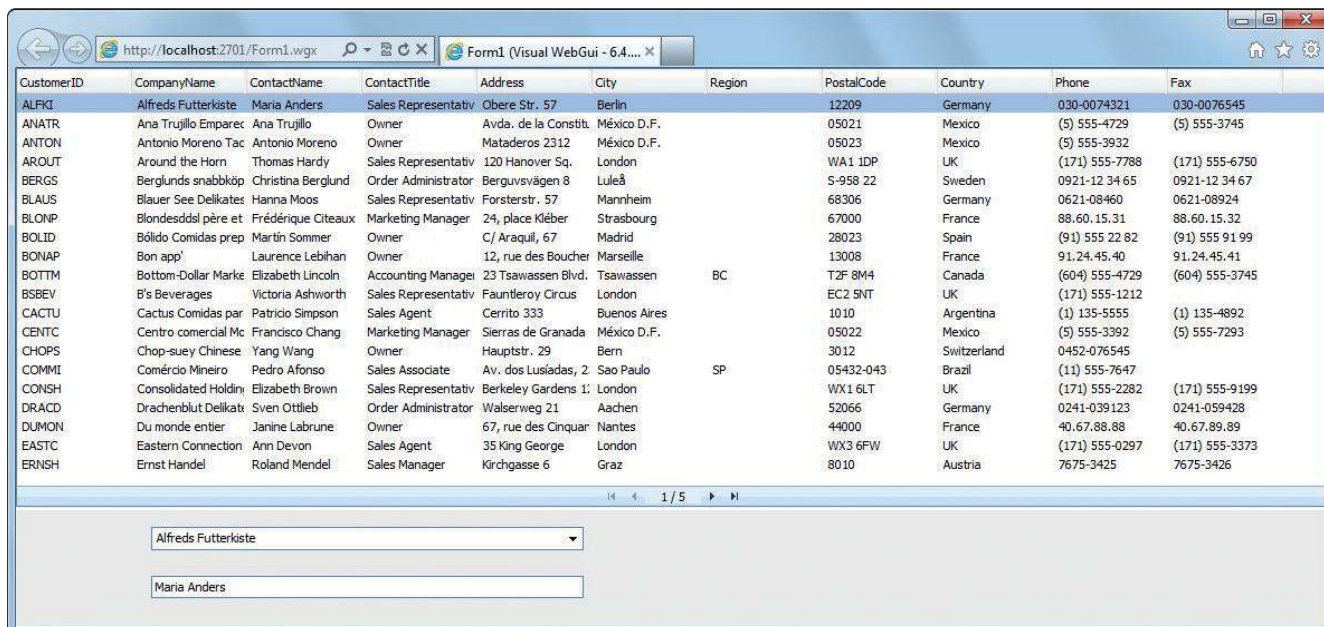 http://localhost:2701/Form1.wgx Form1 (Visual WebGui - 6.4....
CustomerID CompanyName ContactName ContactTitle Address City Region PostalCode Country Phone Fax
ALFKI Alfreds Futterkiste Maria Anders Sales Representativ Obere Str. 57 Berlin 12209 Germany 030-0074321 030-0076545
ANATR Ana Trujillo Emparec Ana Trujillo Owner Avda. de la Constitu México D.F. 05021 Mexico (5) 555-4729 (5) 555-3745
ANTON Antonio Moreno Tac Antonio Moreno Owner Mataderos 2312 México D.F. 05023 Mexico (5) 555-3932
AROUT Around the Horn Thomas Hardy Sales Representativ 120 Hanover Sq. London WA1 1DP UK (171) 555-7788 (171) 555-6750
BERGS Berglunds snabbköp Christina Berglund Order Administrator Berguvsvägen 8 Luleå S-958 22 Sweden 0921-12 34 65 0921-12 34 67
BLAUS Blauer See Delikates Hanna Moos Sales Representativ Forsterstr. 57 Mannheim 68306 Germany 0621-08460 0621-08924
BLONP Blondesddsl père et Frédérique Citeaux Marketing Manager 24, place Kléber Strasbourg 67000 France 88.60.15.31 88.60.15.32
BOLID Bólido Comidas prep Martín Sommer Owner C/ Araquil, 67 Madrid 28023 Spain (91) 555 22 82 (91) 555 91 99
BONAP Bon app' Laurence Lebihan Owner 12, rue des Boucher Marseille 13008 France 91.24.45.40 91.24.45.41
BOTTM Bottom-Dollar Marke Elizabeth Lincoln Accounting Manager 23 Tsawassen Blvd. Tsawassen BC T2F 8M4 Canada (604) 555-4729 (604) 555-3745
BSBEV B's Beverages Victoria Ashworth Sales Representativ Fauntleroy Circus London EC2 5NT UK (171) 555-1212
CACTU Cactus Comidas par Patricio Simpson Sales Agent Cerrito 333 Buenos Aires 1010 Argentina (1) 135-5555 (1) 135-4892
CENTC Centro comercial Mc Francisco Chang Marketing Manager Sierras de Granada México D.F. 05022 Mexico (5) 555-3392 (5) 555-7293
CHOPS Chop-suey Chinese Yang Wang Owner Hauptstr. 29 Bern 3012 Switzerland 0452-076545
COMMI Comércio Mineiro Pedro Afonso Sales Associate Av. dos Lusíadas, 2 Sao Paulo SP 05432-043 Brazil (11) 555-7647
CONSH Consolidated Holdin Elizabeth Brown Sales Representativ Berkeley Gardens 1 London WX1 6LT UK (171) 555-2282 (171) 555-9199
DRACD Drachenblut Delikate Sven Ottlieb Order Administrator Walserweg 21 Aachen 52066 Germany 0241-039123 0241-059428
DUMON Du monde entier Janine Labrune Owner 67, rue des Cinquan Nantes 44000 France 40.67.88.88 40.67.89.89
EASTC Eastern Connection Ann Devon Sales Agent 35 King George London WX3 6FW UK (171) 555-0297 (171) 555-3373
ERNSH Ernst Handel Roland Mendel Sales Manager Kirchgasse 6 Graz 8010 Austria 7675-3425 7675-3426
1 / 5
Alfreds Futterkiste
Maria Anders